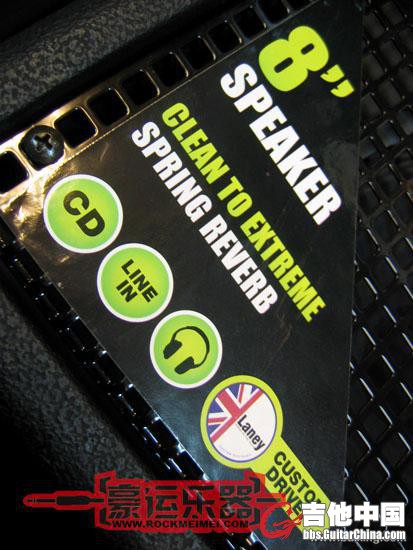 8"
SPEAKER
CLEAN TO EXTREME
SPRING REVERB
CD
LINE
IN
Laney
CUSTOM
DRIVE
豪运乐器
WWW.ROCKMEIMEI.COM
吉他中国
bbs.GuitarChina.com